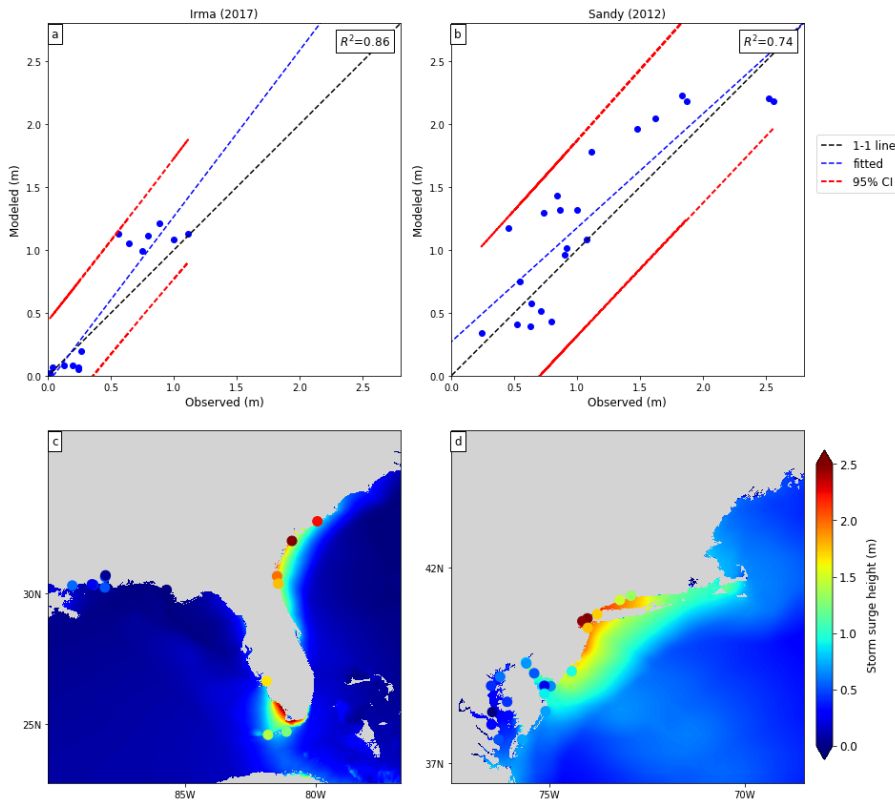 Irma (2017)
a
R²=0.86
Modeled (m)
2.5
2.0
1.5
1.0
0.5
0.0
0.0 0.5 1.0 1.5 2.0 2.5
Observed (m)
Sandy (2012)
b
R²=0.74
Modeled (m)
2.5
2.0
1.5
1.0
0.5
0.0
0.0 0.5 1.0 1.5 2.0 2.5
Observed (m)
1-1 line
fitted
95% CI
c
30N
25N
85W 80W
d
42N
37N
75W 70W
2.5
2.0
1.5
1.0
0.5
0.0
Storm surge height (m)